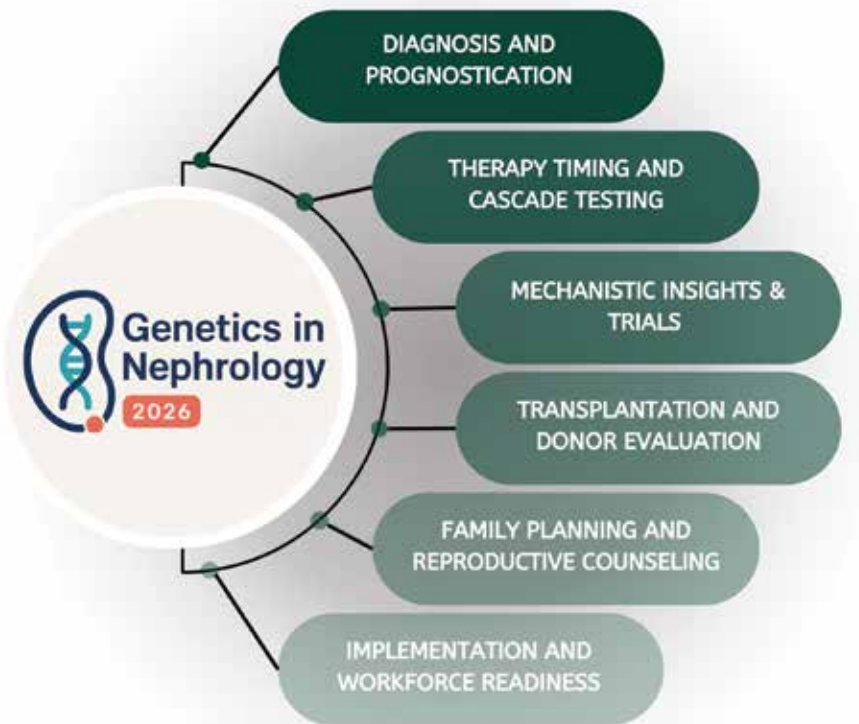 DIAGNOSIS AND
PROGNOSTICATION
THERAPY TIMING AND
CASCADE TESTING
MECHANISTIC INSIGHTS &
TRIALS
Genetics in
Nephrology
2026
TRANSPLANTATION AND
DONOR EVALUATION
FAMILY PLANNING AND
REPRODUCTIVE COUNSELING
IMPLEMENTATION AND
WORKFORCE READINESS